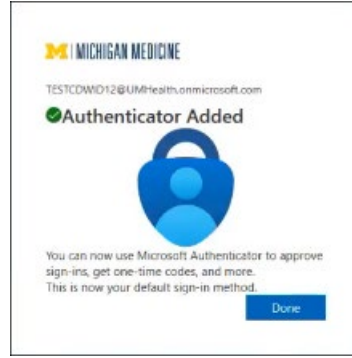 M | MICHIGAN MEDICINE
TESTCDWID12@UMHealth.onmicrosoft.com
Authenticator Added
You can now use Microsoft Authenticator to approve
sign-ins, get one-time codes, and more.
This is now your default sign-in method.
Done